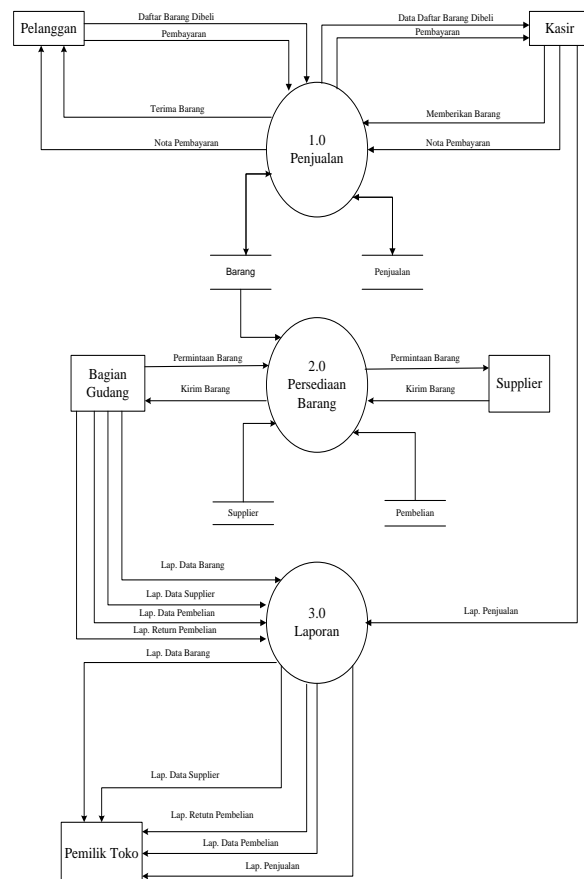 Daftar Barang Dibeli
Data Daftar Barang Dibeli
Pelanggan
Pembayaran
Pembayaran
Kasir
Terima Barang
Memberikan Barang
1.0
Penjualan
Nota Pembayaran
Nota Pembayaran
Barang
Penjualan
Permintaan Barang
2.0
Persediaan
Barang
Permintaan Barang
Bagian
Gudang
Supplier
Kirim Barang
Kirim Barang
Supplier
Pembelian
Lap. Data Barang
Lap. Data Supplier
Lap. Data Pembelian
Lap. Return Pembelian
3.0
Laporan
Lap. Penjualan
Lap. Data Barang
Lap. Data Supplier
Lap. Retutn Pembelian
Pemilik Toko
Lap. Data Pembelian
Lap. Penjualan